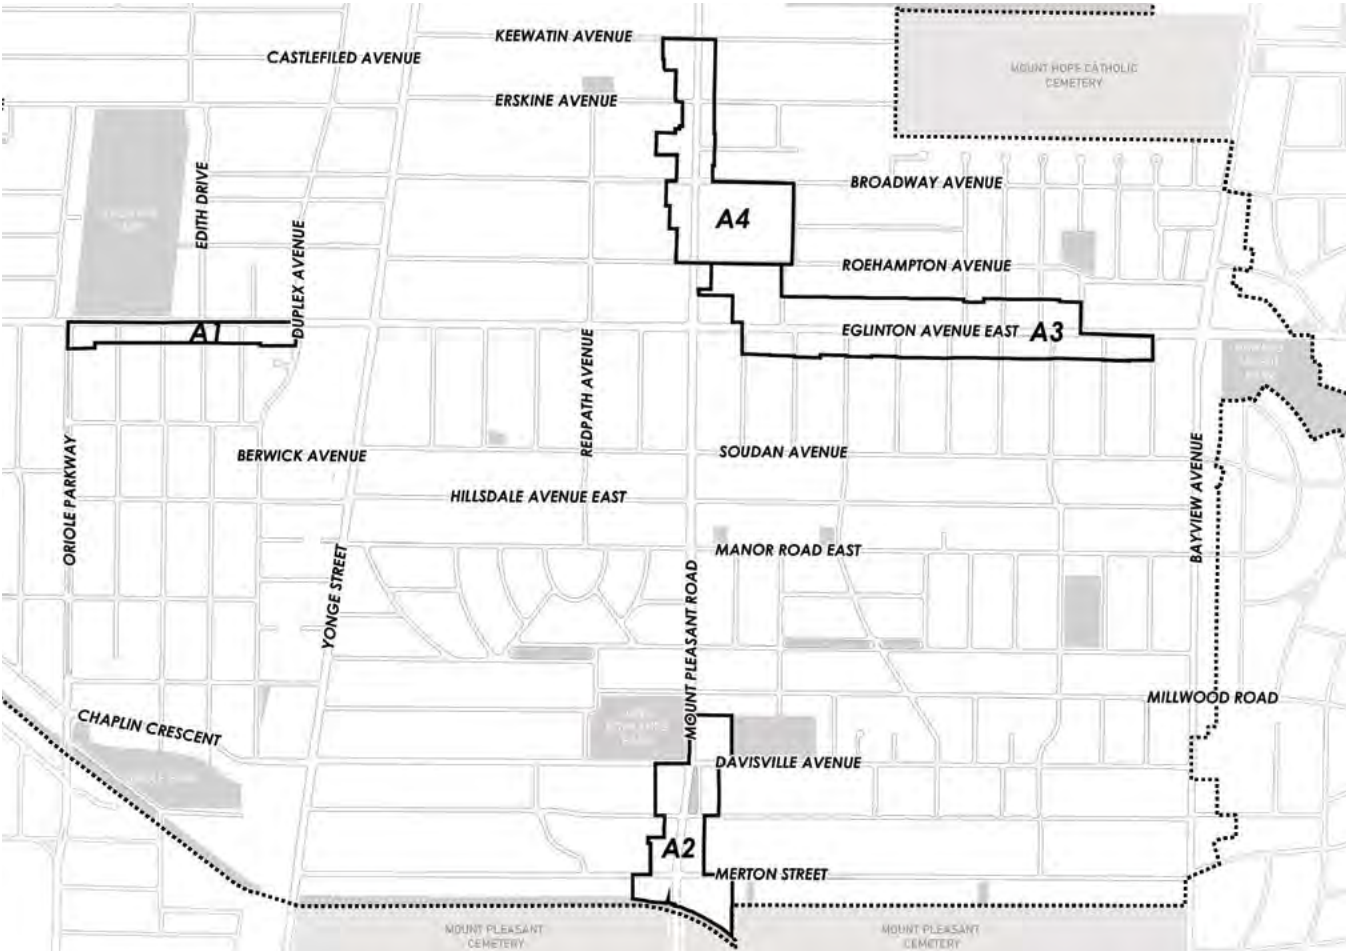 KEEWATIN AVENUE
CASTLEFILED AVENUE
MOUNT HOPE CATHOLIC
CEMETERY
ERSKINE AVENUE
EDITH DRIVE
BROADWAY AVENUE
A4
DUPLEX AVENUE
ROEHAMPTON AVENUE
A1
EGLINTON AVENUE EAST
A3
REDPATH AVENUE
BERWICK AVENUE
SOUDAN AVENUE
ORIOLE PARKWAY
HILLSDALE AVENUE EAST
BAYVIEW AVENUE
MANOR ROAD EAST
YONGE STREET
MOUNT PLEASANT ROAD
MILLWOOD ROAD
CHAPLIN CRESCENT
DAVISVILLE AVENUE
A2
MERTON STREET
MOUNT PLEASANT
CEMETERY
MOUNT PLEASANT
CEMETERY